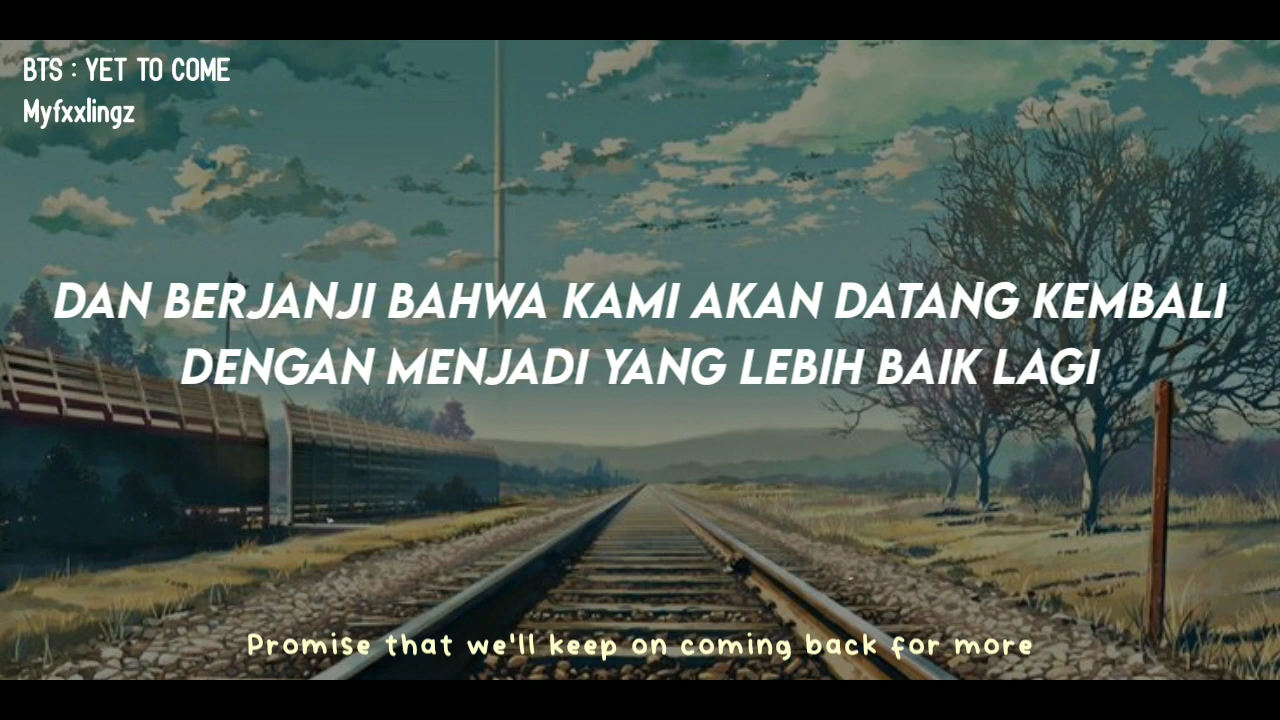 BTS : YET TO COME
Myfxxlingz
DAN BERJANJI BAHWA KAMI AKAN DATANG KEMBALI
DENGAN MENJADI YANG LEBIH BAIK LAGI
Promise that we'll keep on coming back for more